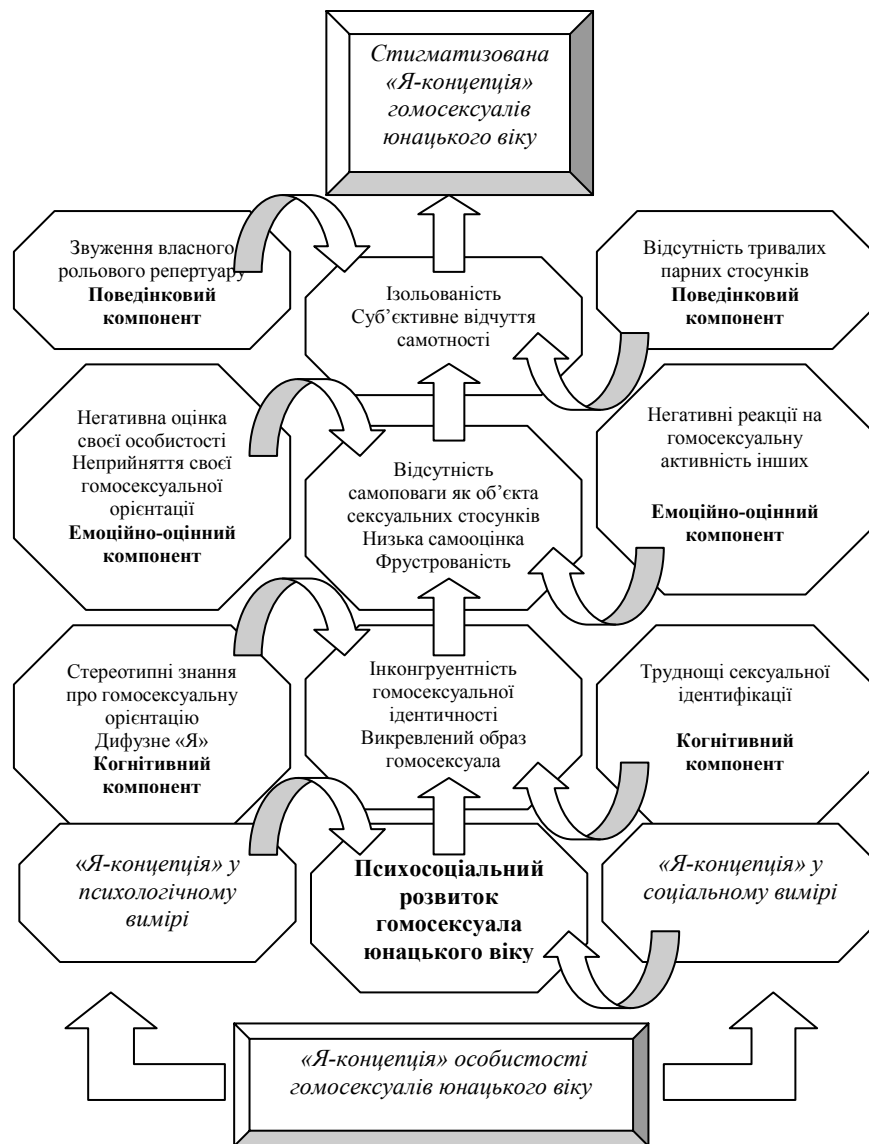 Стигматизована
«Я-концепція»
гомосексуалів
юнацького віку
Звуження власного
рольового репертуару
Поведінковий
компонент
Ізольованість
Суб’єктивне відчуття
самотності
Відсутність тривалих
парних стосунків
Поведінковий
компонент
Негативна оцінка
своєї особистості
Неприйняття своєї
гомосексуальної
орієнтації
Емоційно-оцінний
компонент
Відсутність
самоповаги як об’єкта
сексуальних стосунків
Низька самооцінка
Фрустрованість
Негативні реакції на
гомосексуальну
активність інших
Емоційно-оцінний
компонент
Стереотипні знання
про гомосексуальну
орієнтацію
Дифузне «Я»
Когнітивний
компонент
Інконгруентність
гомосексуальної
ідентичності
Викревлений образ
гомосексуала
Труднощі сексуальної
ідентифікації
Когнітивний
компонент
«Я-концепція» у
психологічному
вимірі
Психосоціальний
розвиток
гомосексуала
юнацького віку
«Я-концепція» у
соціальному вимірі
«Я-концепція» особистості
гомосексуалів юнацького віку